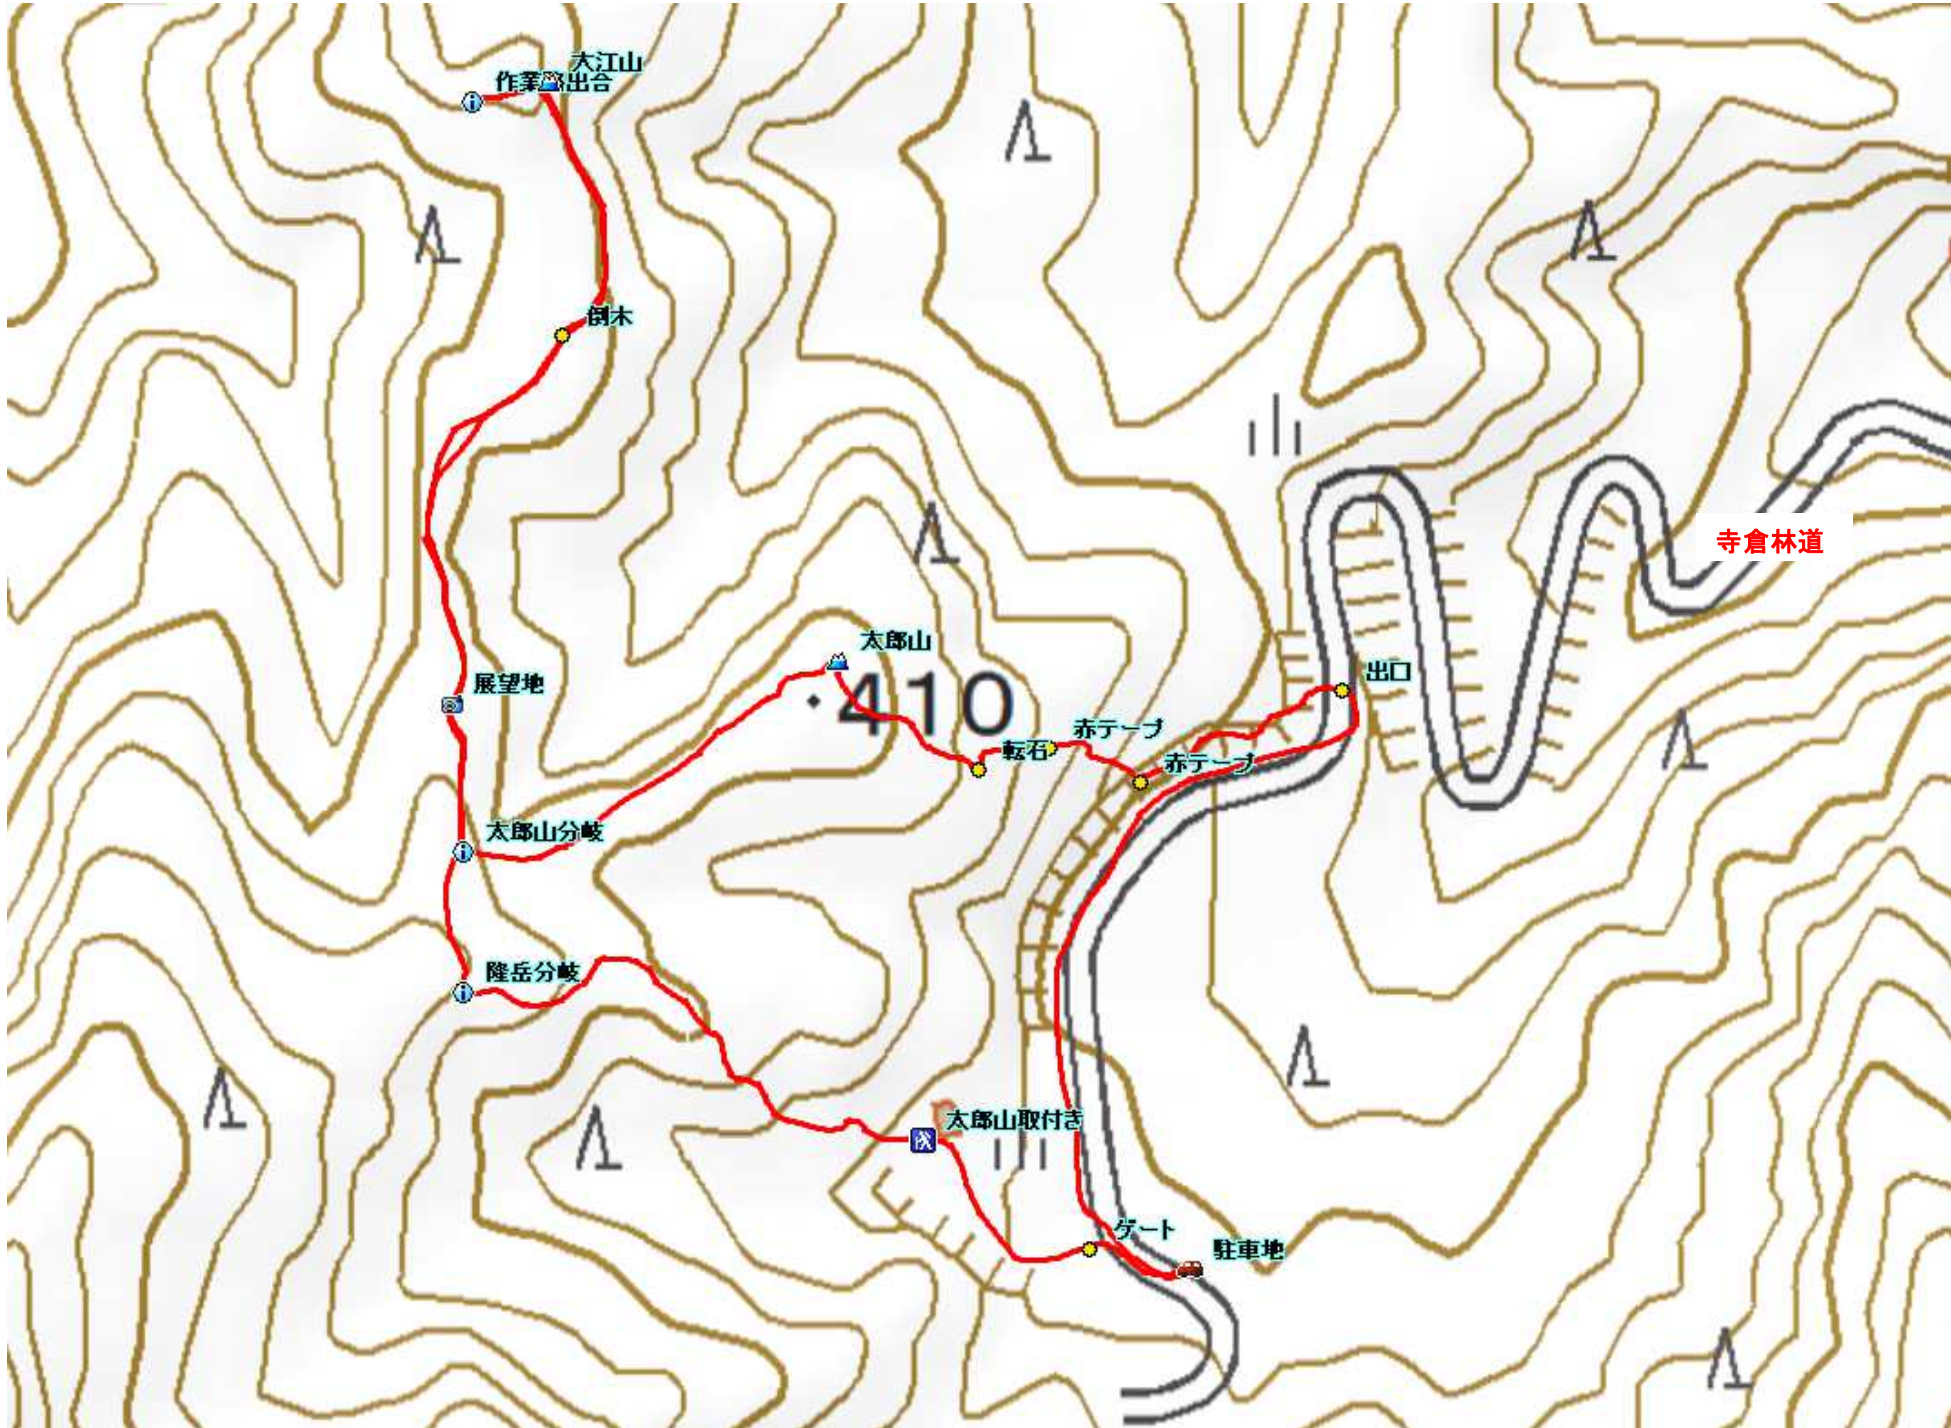 大江山
作業路出合
倒木
寺倉林道
太郎山
出口
展望地
・410
赤テープ
転石
赤テープ
太郎山分岐
隆岳分岐
太郎山取付き
ゲート
駐車地